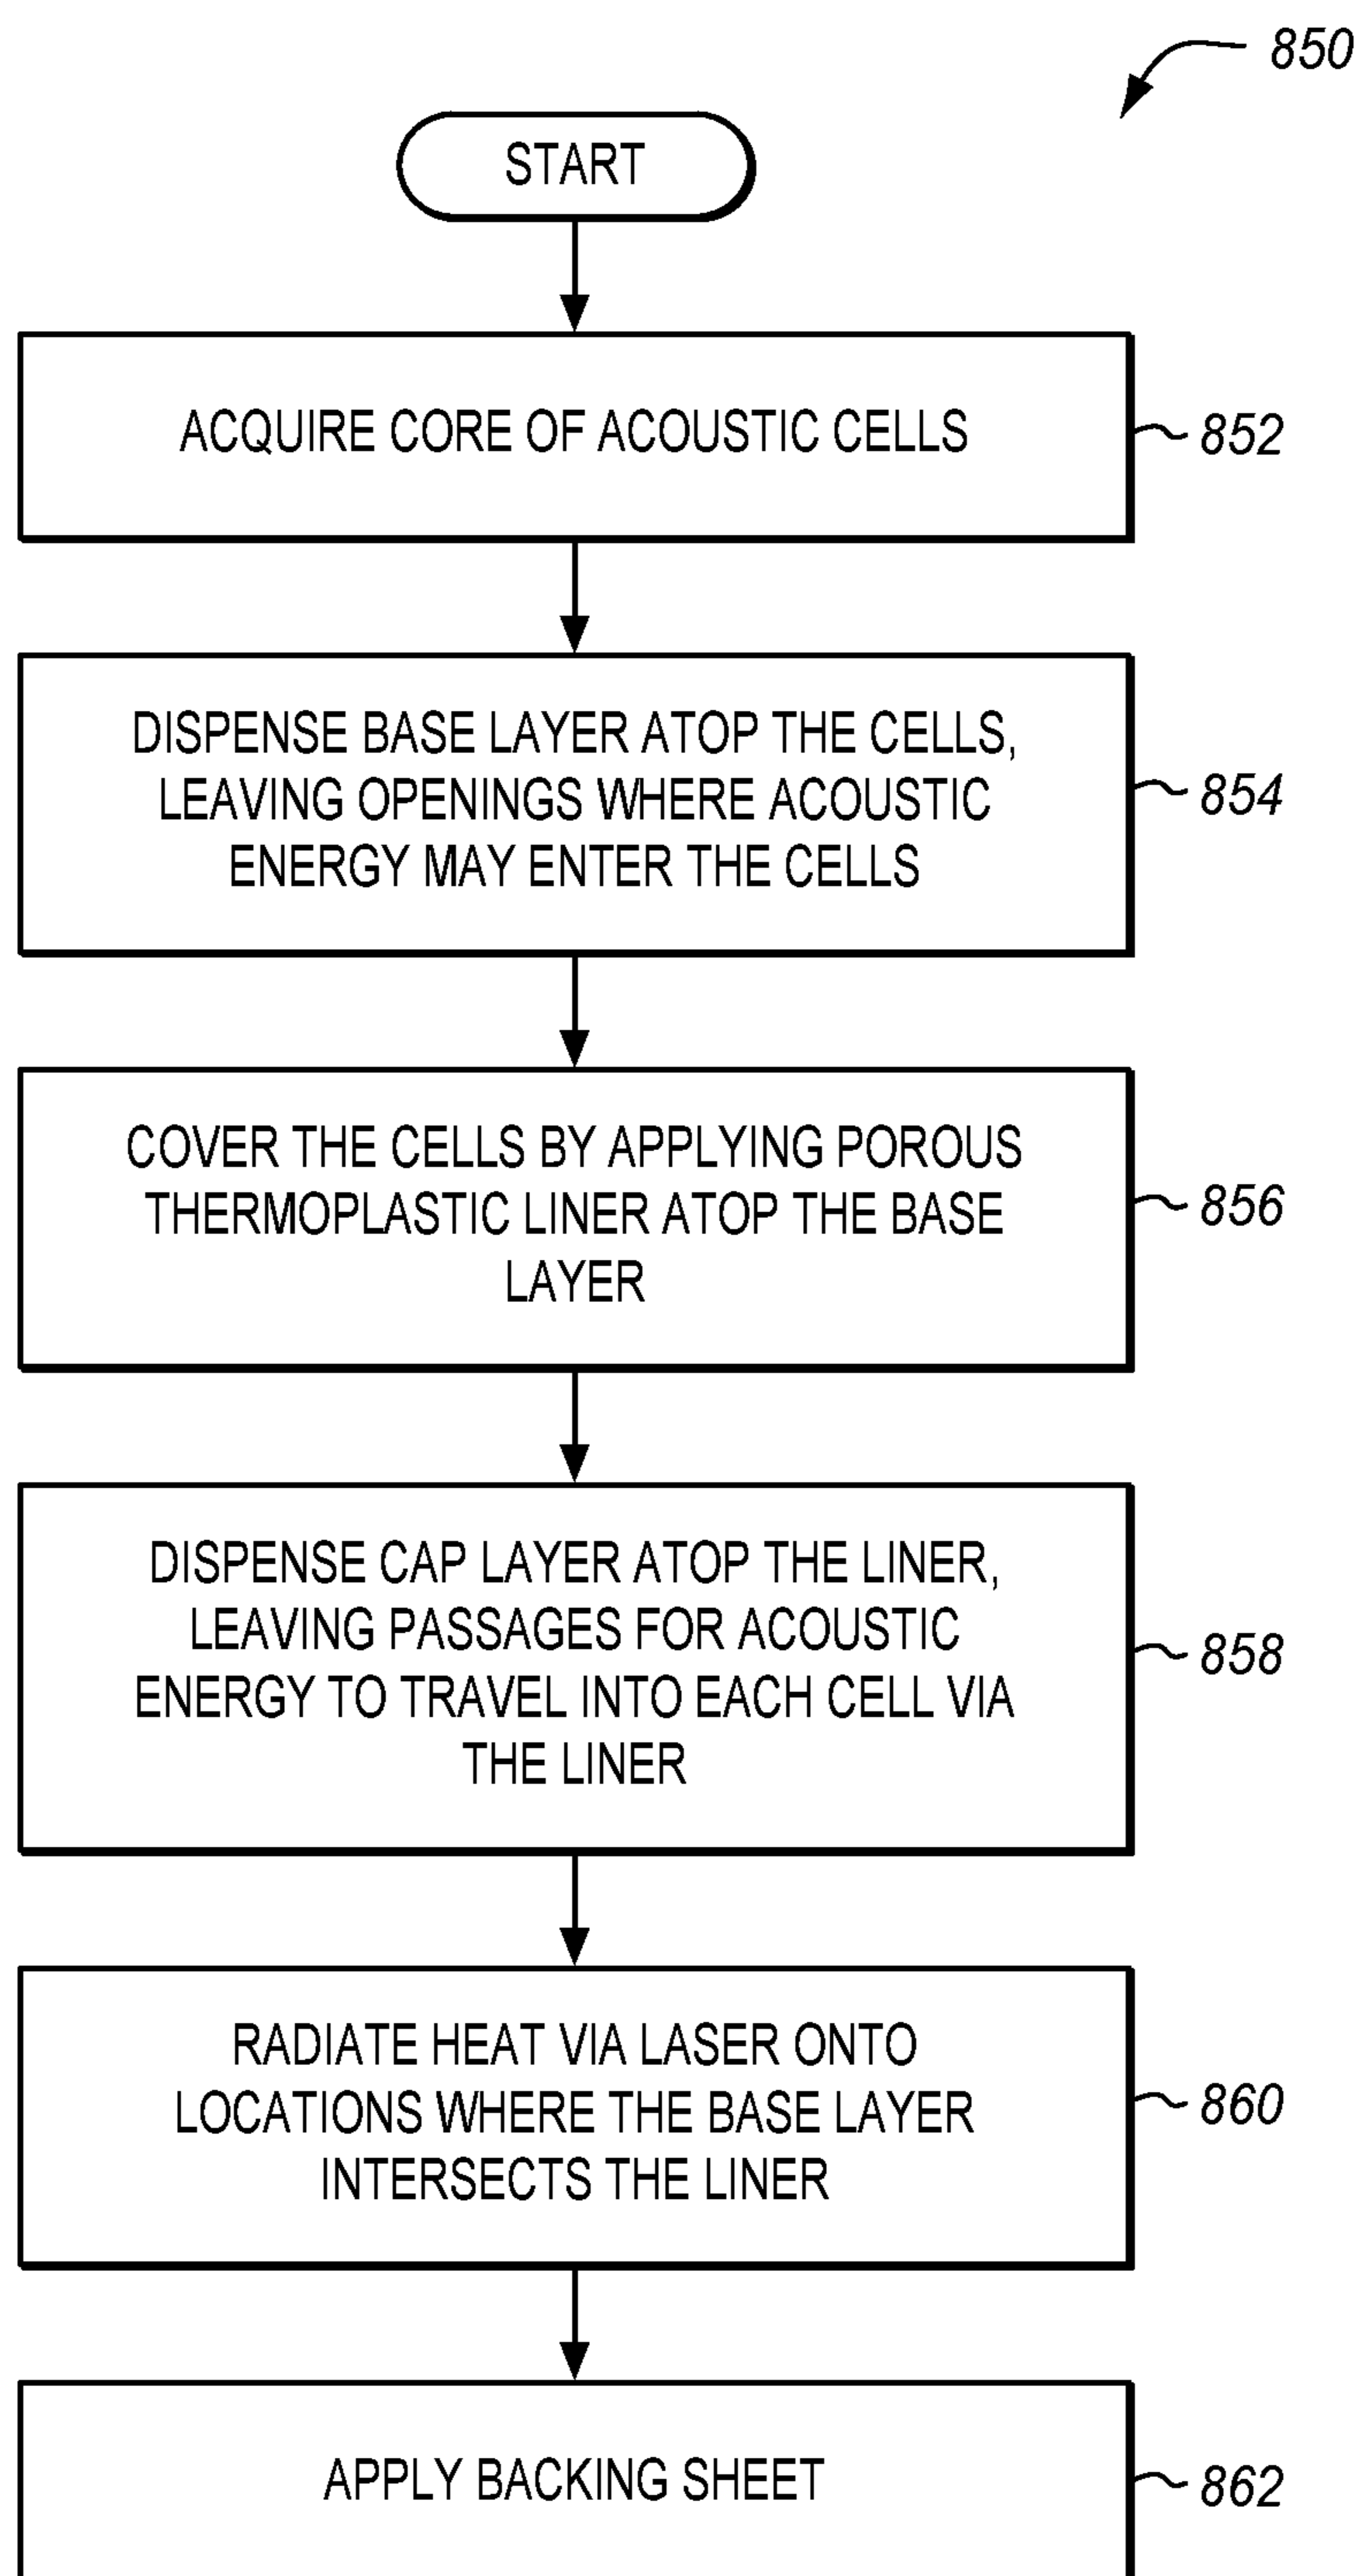 850
START
ACQUIRE CORE OF ACOUSTIC CELLS
852
DISPENSE BASE LAYER ATOP THE CELLS,
LEAVING OPENINGS WHERE ACOUSTIC
ENERGY MAY ENTER THE CELLS
854
COVER THE CELLS BY APPLYING POROUS
THERMOPLASTIC LINER ATOP THE BASE
LAYER
856
DISPENSE CAP LAYER ATOP THE LINER,
LEAVING PASSAGES FOR ACOUSTIC
ENERGY TO TRAVEL INTO EACH CELL VIA
THE LINER
858
RADIATE HEAT VIA LASER ONTO
LOCATIONS WHERE THE BASE LAYER
INTERSECTS THE LINER
860
APPLY BACKING SHEET
862